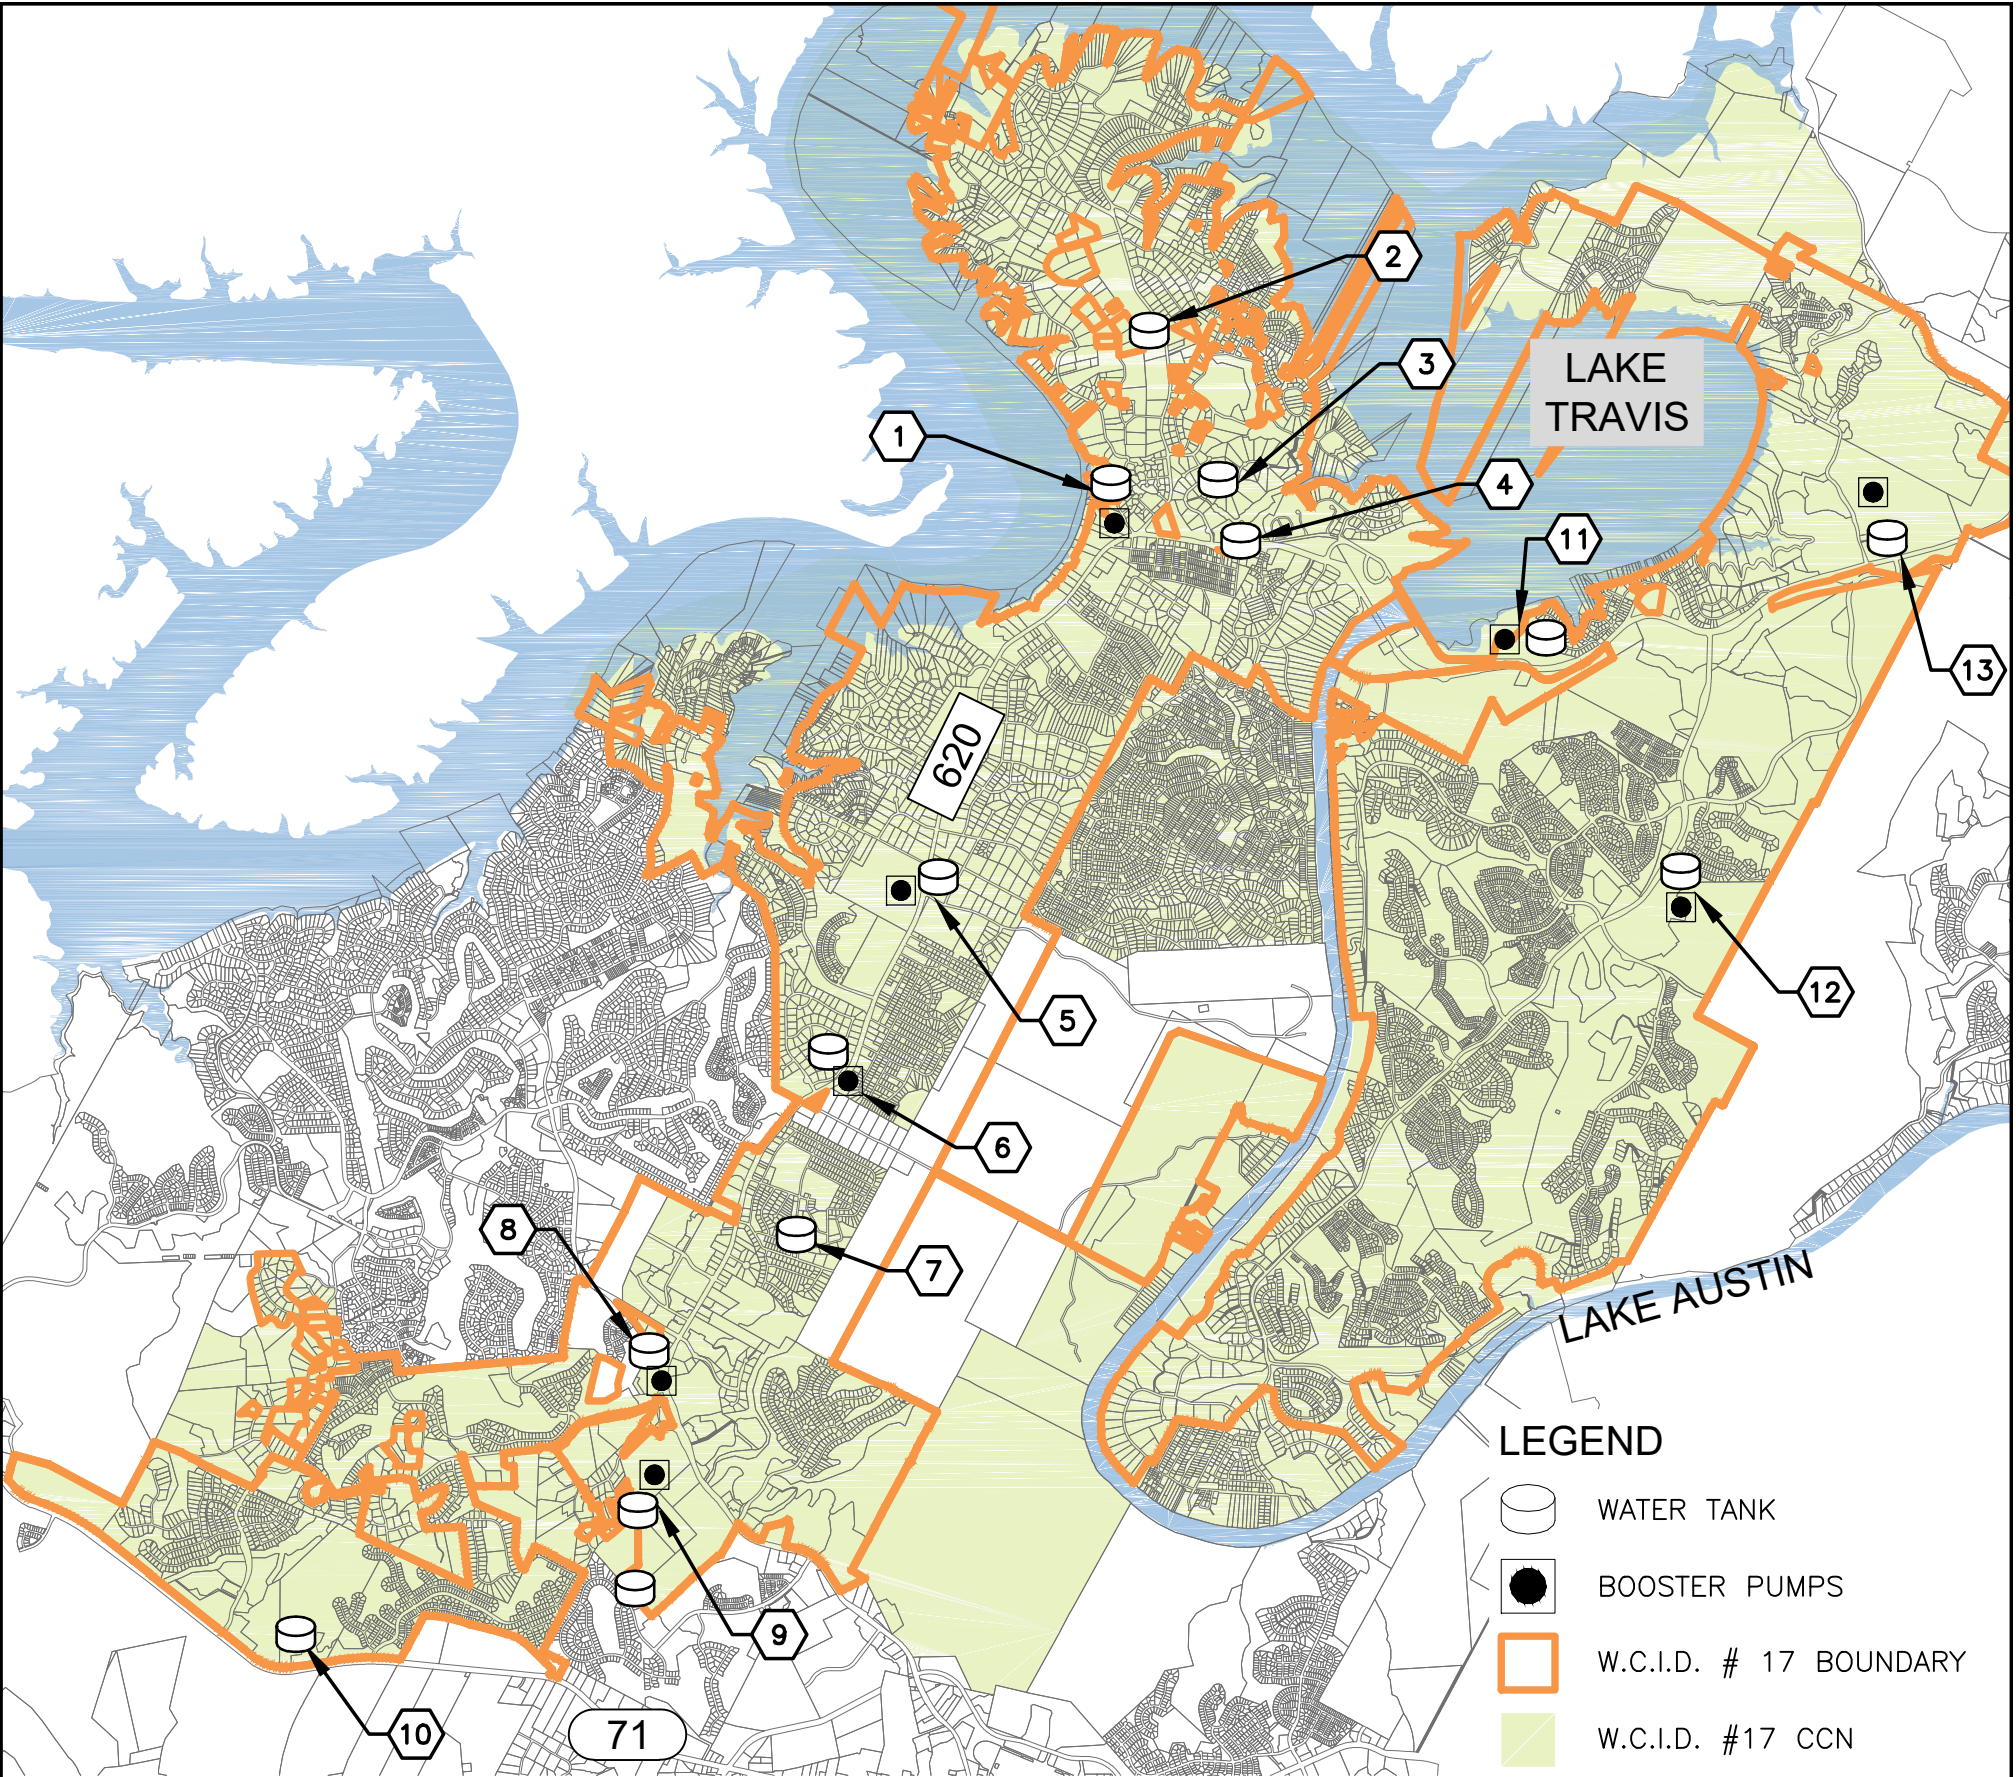 2
3
LAKE
TRAVIS
1
4
11
13
620
12
5
6
8
7
LAKE AUSTIN
9
10
71
LEGEND
WATER TANK
BOOSTER PUMPS
W.C.I.D. # 17 BOUNDARY
W.C.I.D. #17 CCN